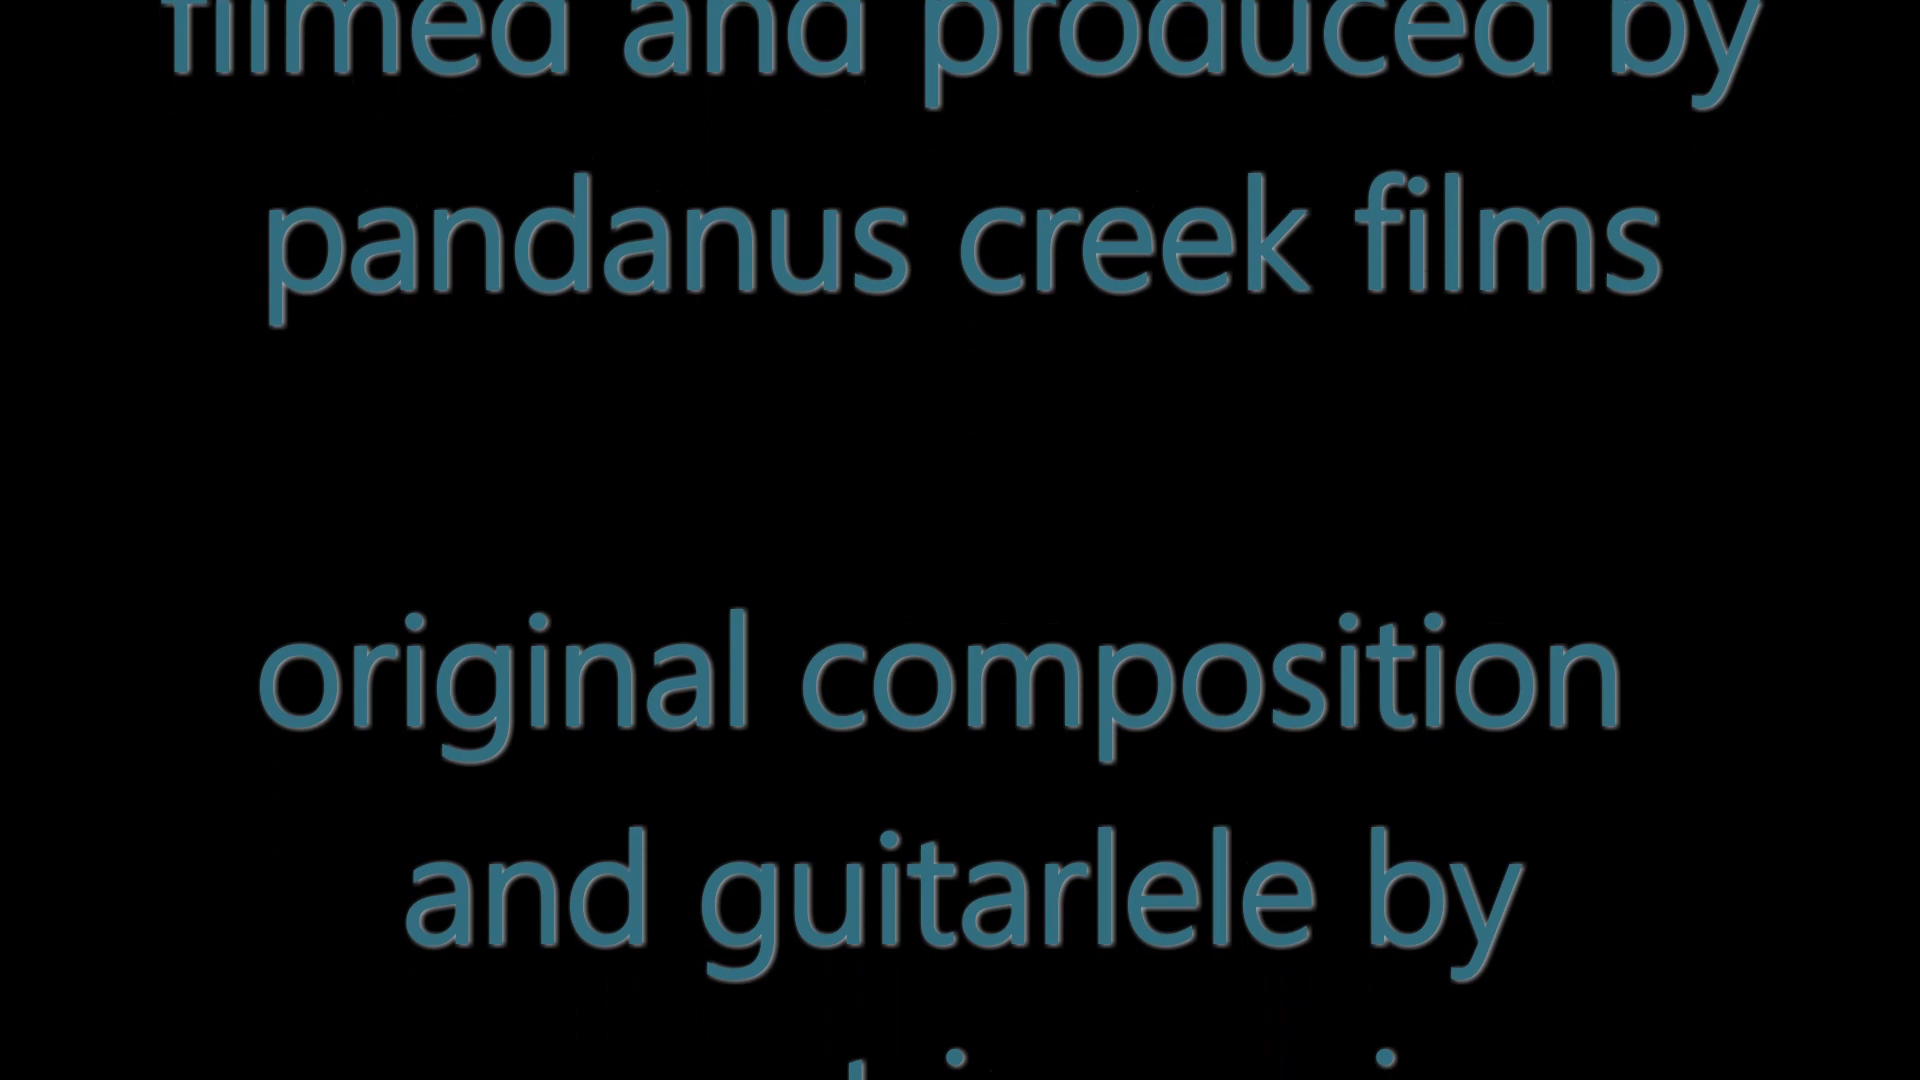 filmed and produced by
pandanus creek films
original composition
and guitarlele by